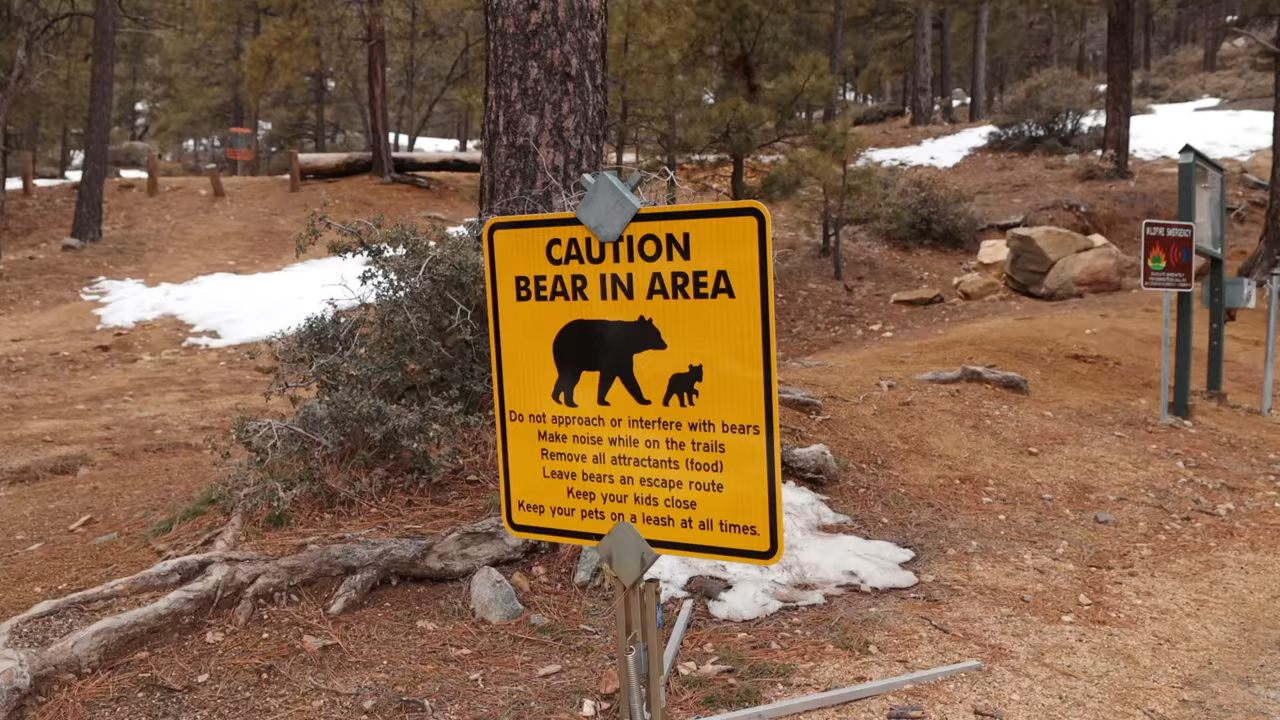 CAUTION
BEAR IN AREA
Do not approach or interfere with bears
Make noise while on the trails
Remove all attractants (food)
Leave bears an escape route
Keep your kids close
Keep your pets on a leash at all times.
WILDFIRE EMERGENCY